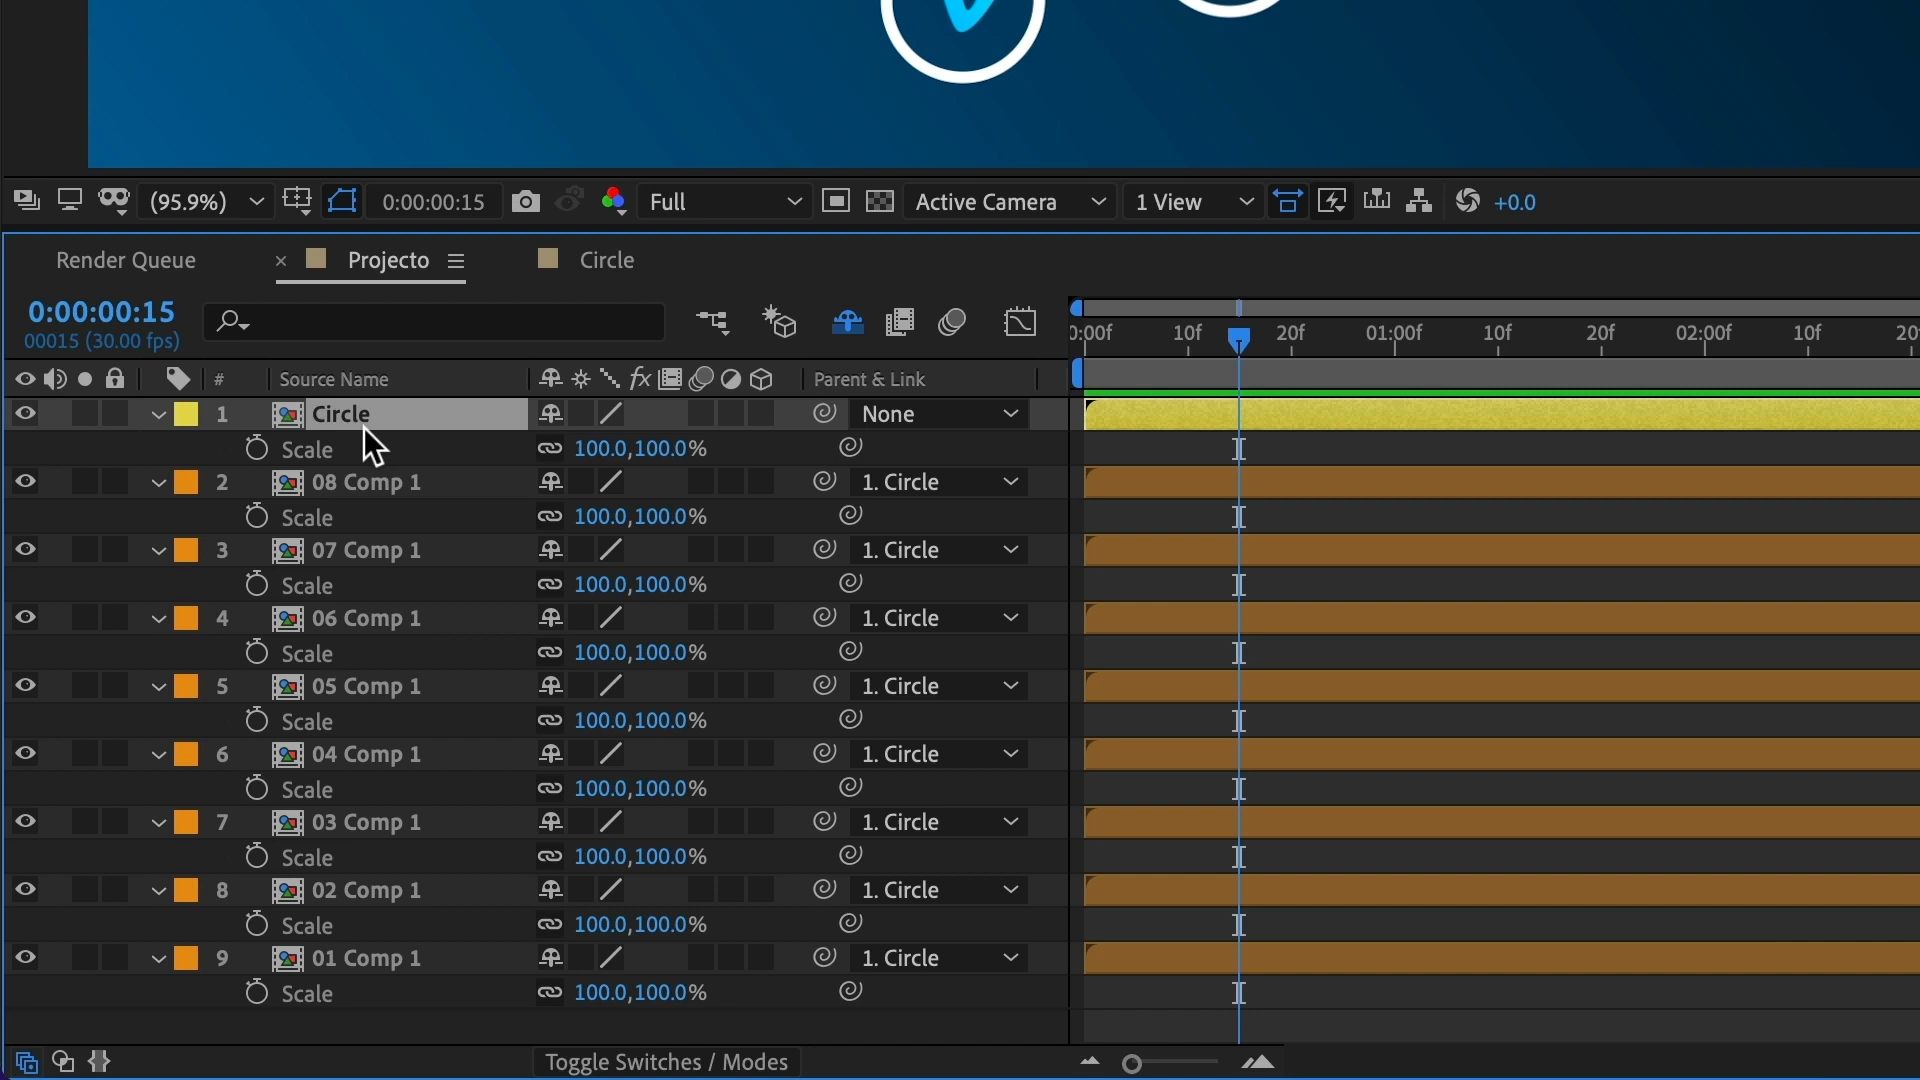 (95.9%) 0:00:00:15 Full Active Camera 1 View +0.0
Render Queue × Projecto Circle
0:00:00:15
00015 (30.00 fps)
0:00f 10f 20f 01:00f 10f 20f 02:00f 10f 20
# Source Name fx Parent & Link
1 Circle None
Scale 100.0,100.0%
2 08 Comp 1 1. Circle
Scale 100.0,100.0%
3 07 Comp 1 1. Circle
Scale 100.0,100.0%
4 06 Comp 1 1. Circle
Scale 100.0,100.0%
5 05 Comp 1 1. Circle
Scale 100.0,100.0%
6 04 Comp 1 1. Circle
Scale 100.0,100.0%
7 03 Comp 1 1. Circle
Scale 100.0,100.0%
8 02 Comp 1 1. Circle
Scale 100.0,100.0%
9 01 Comp 1 1. Circle
Scale 100.0,100.0%
Toggle Switches / Modes